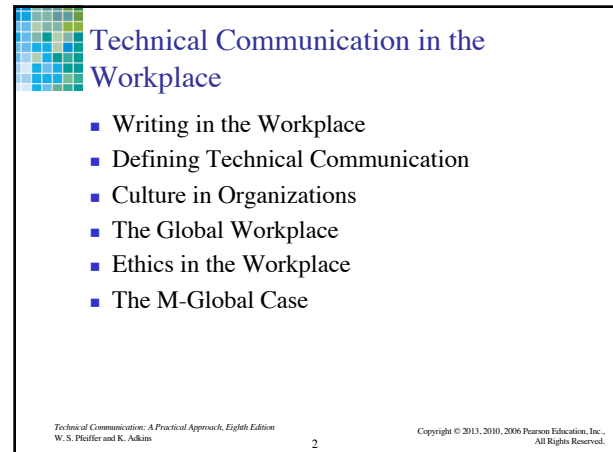 Technical Communication in the
Workplace
■ Writing in the Workplace
■ Defining Technical Communication
■ Culture in Organizations
■ The Global Workplace
■ Ethics in the Workplace
■ The M-Global Case
Technical Communication: A Practical Approach, Eighth Edition
W. S. Pfeiffer and K. Adkins
2
Copyright © 2013, 2010, 2006 Pearson Education, Inc.,
All Rights Reserved.